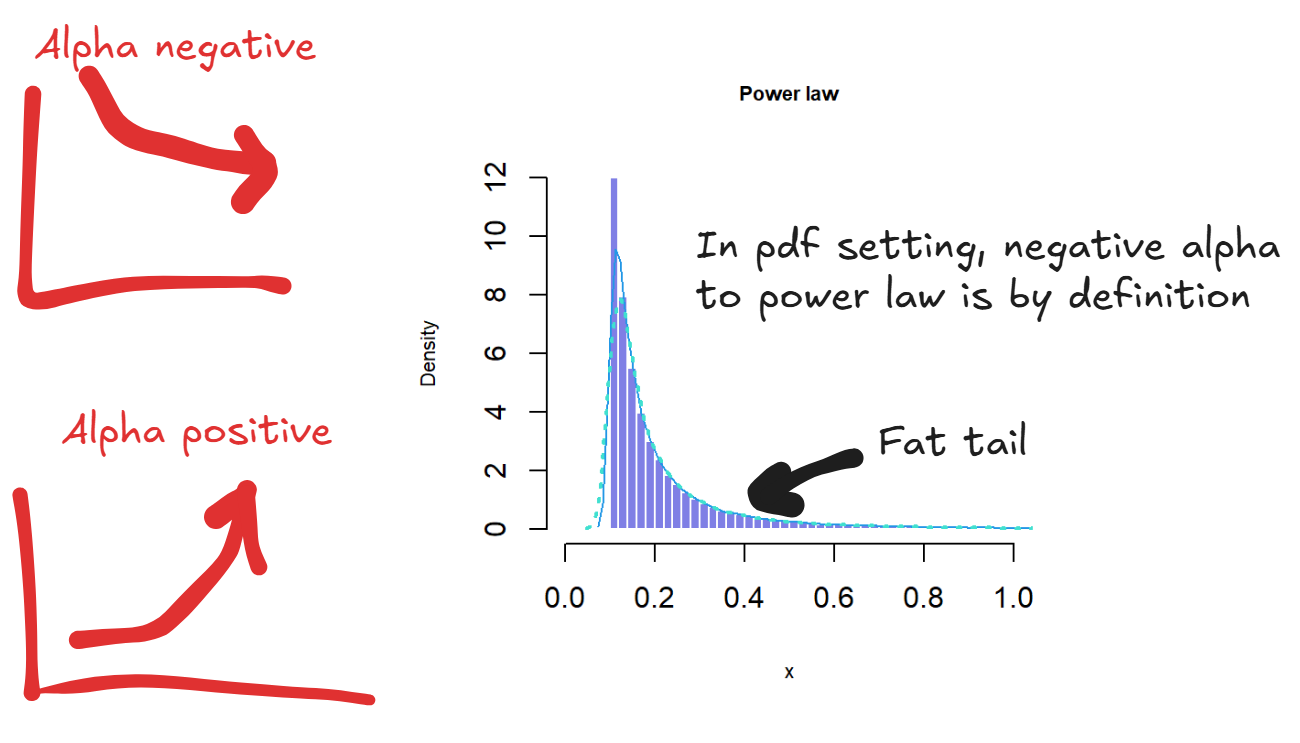 Alpha negative
Power law
In pdf setting, negative alpha
to power law is by definition
Density
12
10
8
6
4
2
0
Fat tail
Alpha positive
0.0 0.2 0.4 0.6 0.8 1.0
x